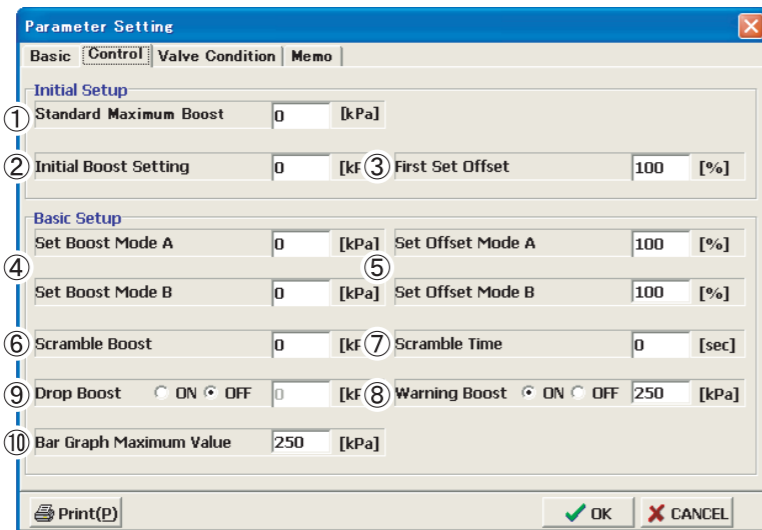 Parameter Setting
Basic Control Valve Condition Memo
Initial Setup
① Standard Maximum Boost 0 [kPa]
② Initial Boost Setting 0 [kP ③ First Set Offset 100 [%]
Basic Setup
Set Boost Mode A 0 [kPa] Set Offset Mode A 100 [%]
④ ⑤
Set Boost Mode B 0 [kPa] Set Offset Mode B 100 [%]
⑥ Scramble Boost 0 [kP ⑦ Scramble Time 0 [sec]
⑨ Drop Boost ON OFF 0 [kP ⑧ Warning Boost ON OFF 250 [kPa]
⑩ Bar Graph Maximum Value 250 [kPa]
Print(P) OK CANCEL